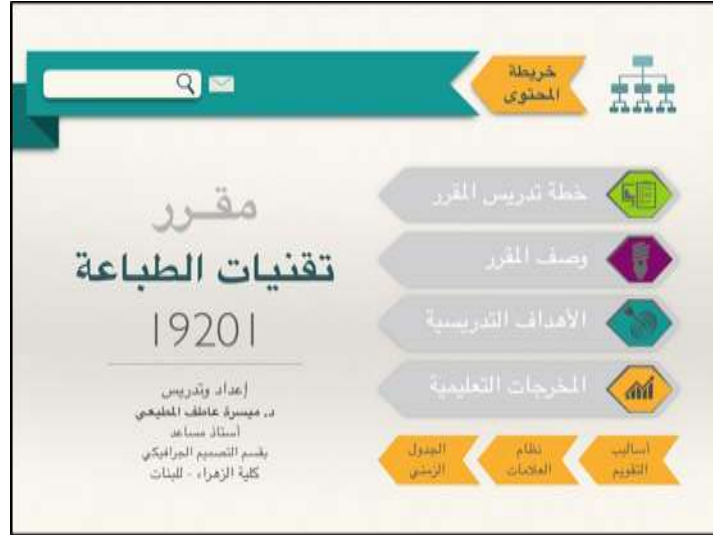 خريطة
المحتوى
خطة تدريس المقرر
وصف المقرر
الأهداف التدريسية
المخرجات التعليمية
أساليب
التقويم
نظام
العلامات
الجدول
الزمني
مقـرر
تقنيات الطباعة
19201
إعداد وتدريس
د. ميسرة عاطف المطيعي
أستاذ مساعد
بقسم التصميم الجرافيكي
كلية الزهراء - للبنات